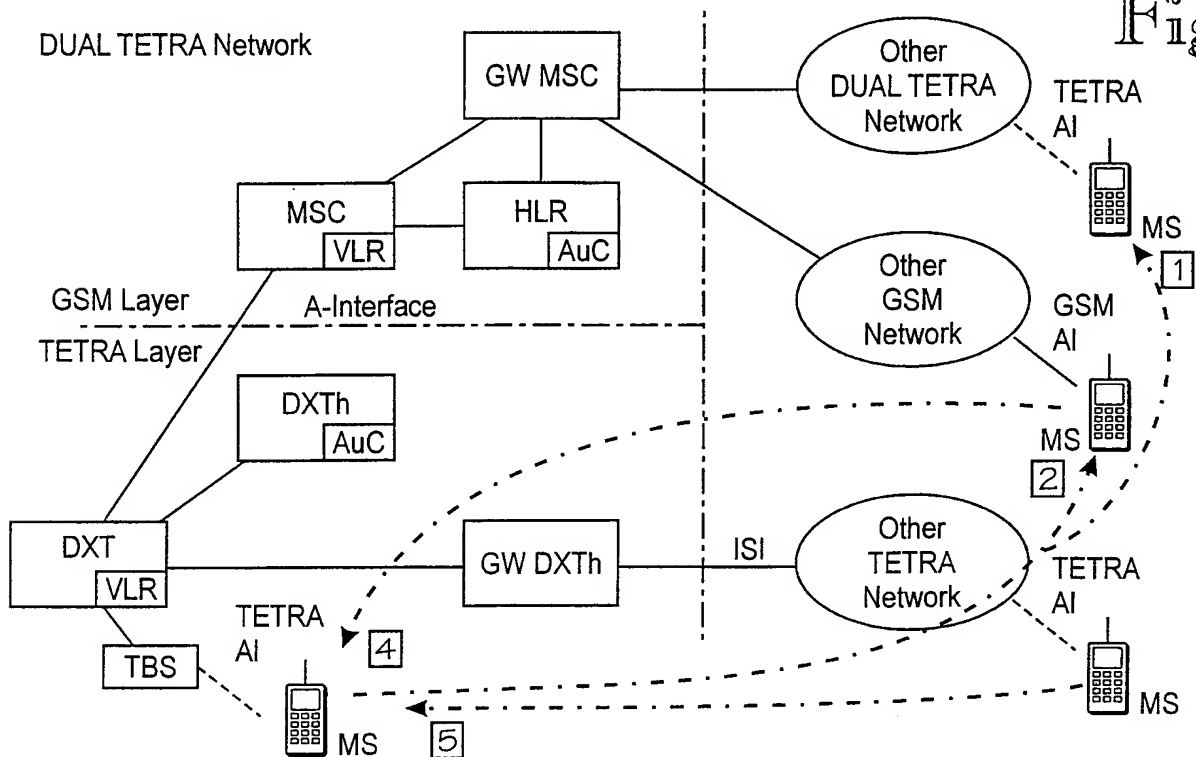 DUAL TETRA Network
Fig
GW MSC
Other
DUAL TETRA
Network
TETRA
AI
MS
1
MSC
VLR
HLR
AuC
Other
GSM
Network
GSM
AI
MS
2
GSM Layer
A-Interface
TETRA Layer
DXTh
AuC
DXT
VLR
GW DXTh
ISI
Other
TETRA
Network
TETRA
AI
MS
TBS
TETRA
AI
MS
4
5